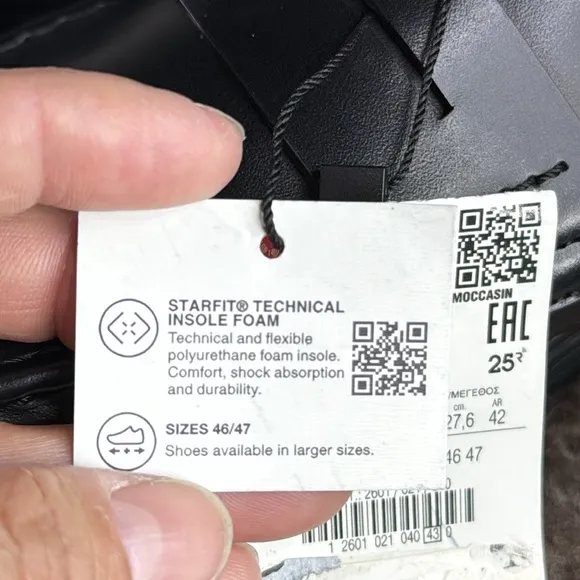 STARFIT® TECHNICAL
INSOLE FOAM
Technical and flexible
polyurethane foam insole.
Comfort, shock absorption
and durability.
SIZES 46/47
Shoes available in larger sizes.
MOCCASIN
EAC
25
/ΜΕΓΕΘΟΣ
cm. AR
27,6 42
46 47
1 2601 021 040 43 0